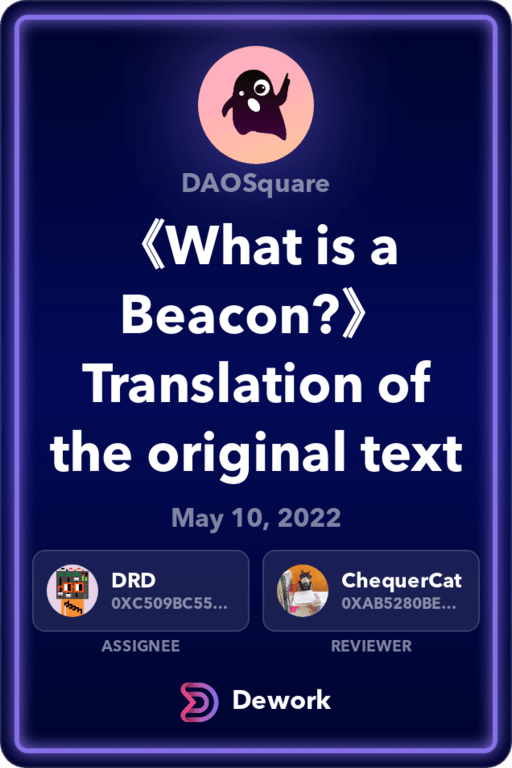 DAOSquare
《What is a
Beacon?》
Translation of
the original text
May 10, 2022
DRD
0XC509BC55...
ChequerCat
0XAB5280BE...
ASSIGNEE
REVIEWER
Dework